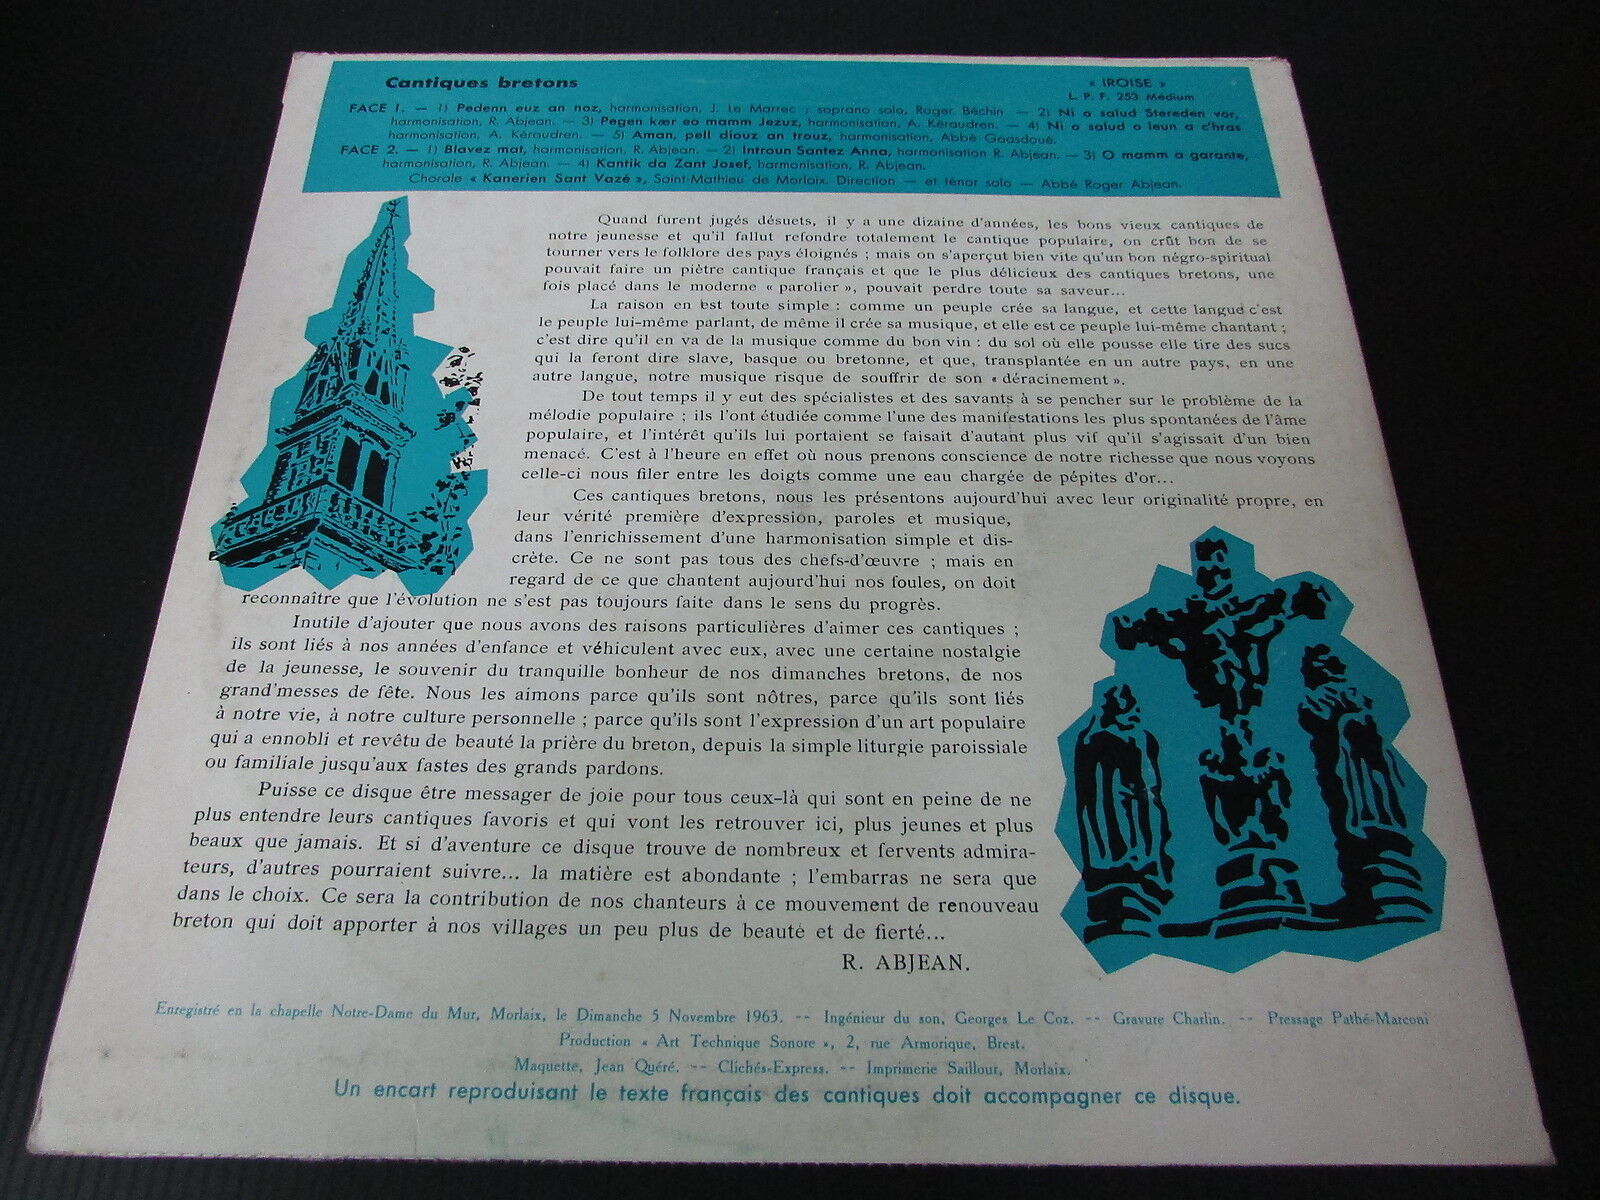 Cantiques bretons
« IROISE »
L. P. F. 253 Médium
FACE 1. — 1) Pedenn euz an noz, harmonisation, J. Le Marrec ; soprano solo, Roger Béchin — 2) Ni o salud Stereden vor,
harmonisation, R. Abjean. — 3) Pegen kær eo mamm Jezuz, harmonisation, A. Kéraudren. — 4) Ni o salud o leun a c'hras
harmonisation, A. Kéraudren. — 5) Aman, pell diouz an trouz, harmonisation, Abbé Goasdoué.
FACE 2. — 1) Blavez mat, harmonisation, R. Abjean. — 2) Introun Santez Anna, harmonisation R. Abjean. — 3) O mamm a garante,
harmonisation, R. Abjean. — 4) Kantik da Zant Josef, harmonisation, R. Abjean.
Chorale « Kanerien Sant Vazé », Saint-Mathieu de Morlaix. Direction — et ténor solo — Abbé Roger Abjean.
Quand furent jugés désuets, il y a une dizaine d'années, les bons vieux cantiques de
notre jeunesse et qu'il fallut refondre totalement le cantique populaire, on crût bon de se
tourner vers le folklore des pays éloignés ; mais on s'aperçut bien vite qu'un bon négro-spiritual
pouvait faire un piètre cantique français et que le plus délicieux des cantiques bretons, une
fois placé dans le moderne « parolier », pouvait perdre toute sa saveur...
La raison en est toute simple : comme un peuple crée sa langue, et cette langue c'est
le peuple lui-même parlant, de même il crée sa musique, et elle est ce peuple lui-même chantant ;
c'est dire qu'il en va de la musique comme du bon vin : du sol où elle pousse elle tire des sucs
qui la feront dire slave, basque ou bretonne, et que, transplantée en un autre pays, en une
autre langue, notre musique risque de souffrir de son « déracinement ».
De tout temps il y eut des spécialistes et des savants à se pencher sur le problème de la
mélodie populaire ; ils l'ont étudiée comme l'une des manifestations les plus spontanées de l'âme
populaire, et l'intérêt qu'ils lui portaient se faisait d'autant plus vif qu'il s'agissait d'un bien
menacé. C'est à l'heure en effet où nous prenons conscience de notre richesse que nous voyons
celle-ci nous filer entre les doigts comme une eau chargée de pépites d'or...
Ces cantiques bretons, nous les présentons aujourd'hui avec leur originalité propre, en
leur vérité première d'expression, paroles et musique,
dans l'enrichissement d'une harmonisation simple et dis-
crète. Ce ne sont pas tous des chefs-d'œuvre ; mais en
regard de ce que chantent aujourd'hui nos foules, on doit
reconnaître que l'évolution ne s'est pas toujours faite dans le sens du progrès.
Inutile d'ajouter que nous avons des raisons particulières d'aimer ces cantiques ;
ils sont liés à nos années d'enfance et véhiculent avec eux, avec une certaine nostalgie
de la jeunesse, le souvenir du tranquille bonheur de nos dimanches bretons, de nos
grand'messes de fête. Nous les aimons parce qu'ils sont nôtres, parce qu'ils sont liés
à notre vie, à notre culture personnelle ; parce qu'ils sont l'expression d'un art populaire
qui a ennobli et revêtu de beauté la prière du breton, depuis la simple liturgie paroissiale
ou familiale jusqu'aux fastes des grands pardons.
Puisse ce disque être messager de joie pour tous ceux-là qui sont en peine de ne
plus entendre leurs cantiques favoris et qui vont les retrouver ici, plus jeunes et plus
beaux que jamais. Et si d'aventure ce disque trouve de nombreux et fervents admira-
teurs, d'autres pourraient suivre... la matière est abondante ; l'embarras ne sera que
dans le choix. Ce sera la contribution de nos chanteurs à ce mouvement de renouveau
breton qui doit apporter à nos villages un peu plus de beauté et de fierté...
R. ABJEAN.
Enregistré en la chapelle Notre-Dame du Mur, Morlaix, le Dimanche 5 Novembre 1963. -- Ingénieur du son, Georges Le Coz. -- Gravure Charlin. -- Pressage Pathé-Marconi
Production « Art Technique Sonore », 2, rue Armorique, Brest.
Maquette, Jean Quéré. -- Clichés-Express. -- Imprimerie Saillour, Morlaix.
Un encart reproduisant le texte français des cantiques doit accompagner ce disque.